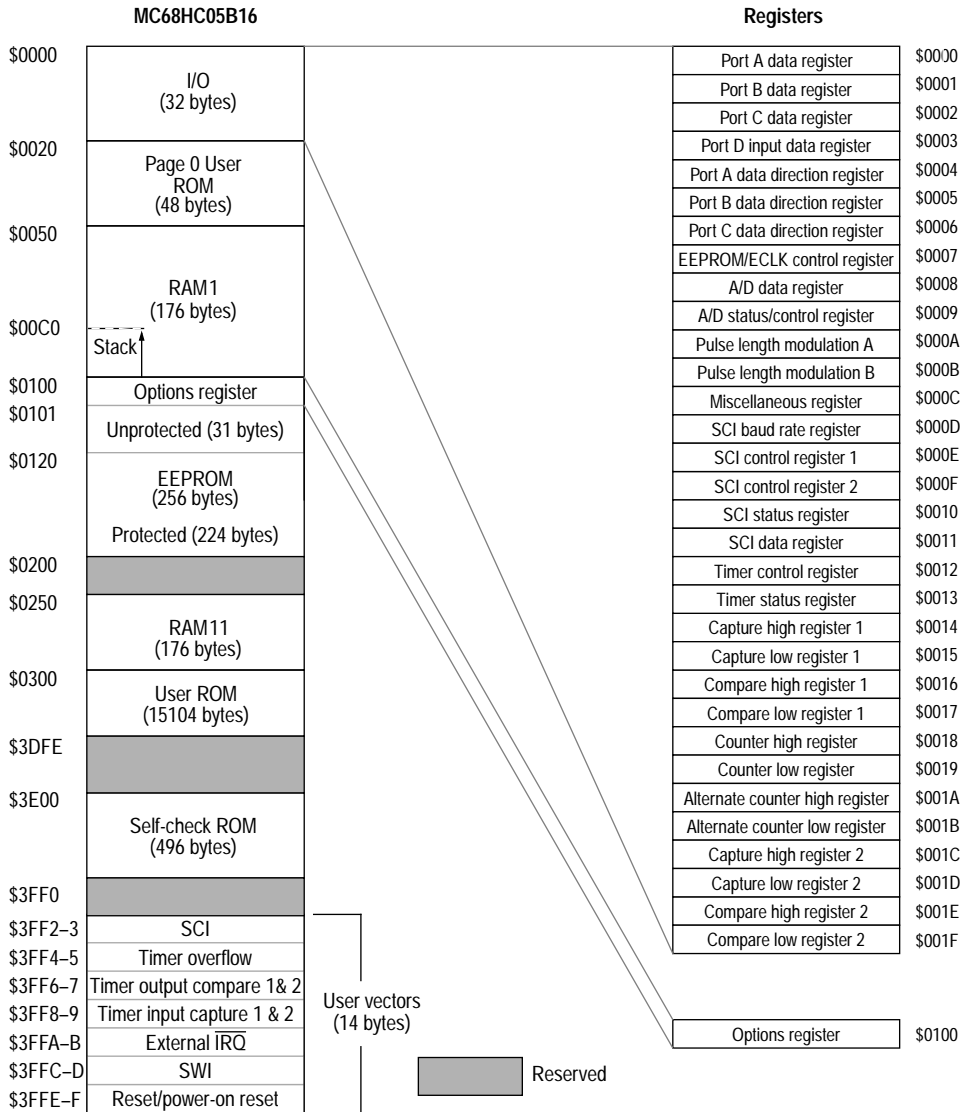 MC68HC05B16
$0000
I/O
(32 bytes)
$0020
Page 0 User
ROM
(48 bytes)
$0050
RAM1
(176 bytes)
$00C0
Stack
$0100
Options register
$0101
Unprotected (31 bytes)
$0120
EEPROM
(256 bytes)
Protected (224 bytes)
$0200
$0250
RAM11
(176 bytes)
$0300
User ROM
(15104 bytes)
$3DFE
$3E00
Self-check ROM
(496 bytes)
$3FF0
$3FF2–3 SCI
$3FF4–5 Timer overflow
$3FF6–7 Timer output compare 1& 2
$3FF8–9 Timer input capture 1 & 2
$3FFA–B External I̅R̅Q̅
$3FFC–D SWI
$3FFE–F Reset/power-on reset
User vectors
(14 bytes)
Reserved
Registers
Port A data register $0000
Port B data register $0001
Port C data register $0002
Port D input data register $0003
Port A data direction register $0004
Port B data direction register $0005
Port C data direction register $0006
EEPROM/ECLK control register $0007
A/D data register $0008
A/D status/control register $0009
Pulse length modulation A $000A
Pulse length modulation B $000B
Miscellaneous register $000C
SCI baud rate register $000D
SCI control register 1 $000E
SCI control register 2 $000F
SCI status register $0010
SCI data register $0011
Timer control register $0012
Timer status register $0013
Capture high register 1 $0014
Capture low register 1 $0015
Compare high register 1 $0016
Compare low register 1 $0017
Counter high register $0018
Counter low register $0019
Alternate counter high register $001A
Alternate counter low register $001B
Capture high register 2 $001C
Capture low register 2 $001D
Compare high register 2 $001E
Compare low register 2 $001F
Options register $0100